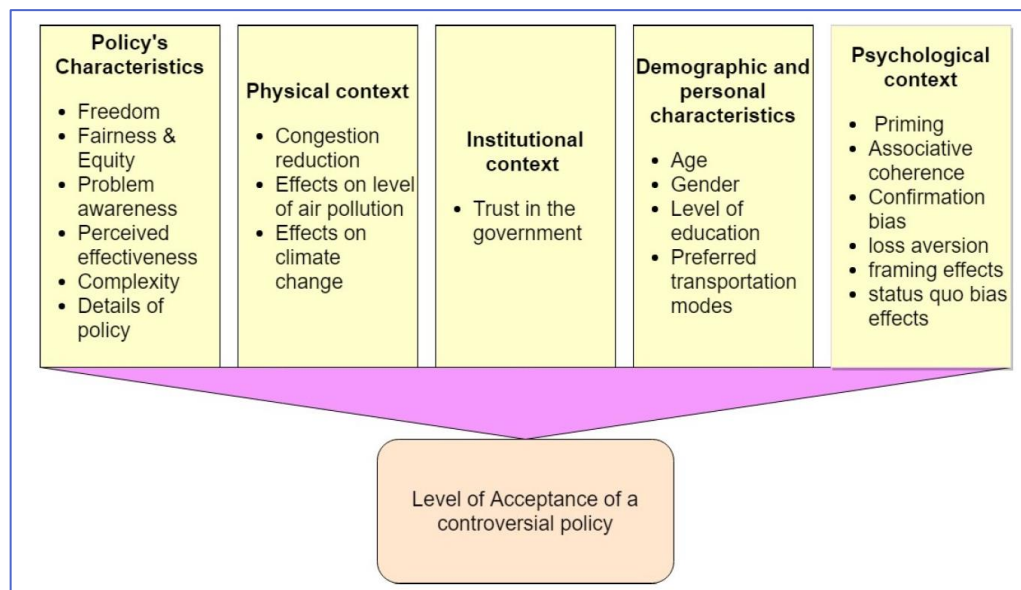 Policy's
Characteristics
• Freedom
• Fairness &
Equity
• Problem
awareness
• Perceived
effectiveness
• Complexity
• Details of
policy
Physical context
• Congestion
reduction
• Effects on level
of air pollution
• Effects on
climate
change
Institutional
context
• Trust in the
government
Demographic and
personal
characteristics
• Age
• Gender
• Level of
education
• Preferred
transportation
modes
Psychological
context
• Priming
• Associative
coherence
• Confirmation
bias
• loss aversion
• framing effects
• status quo bias
effects
Level of Acceptance of a
controversial policy